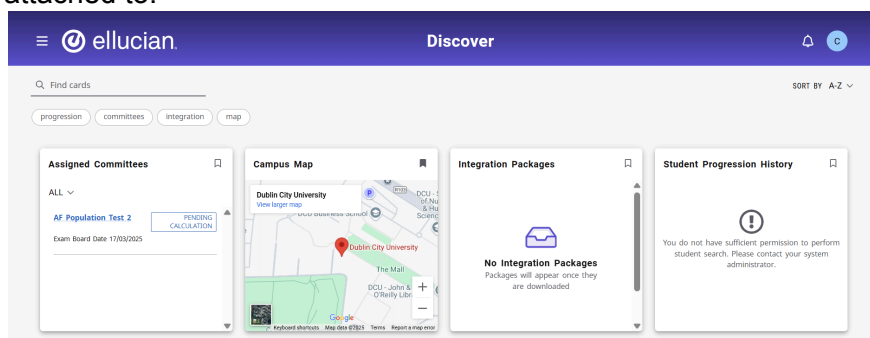 attached to.
ellucian.
Discover
C
Find cards
SORT BY A-Z
progression
committees
integration
map
Assigned Committees
ALL
AF Population Test 2
PENDING
CALCULATION
Exam Board Date 17/03/2025
Campus Map
Dublin City University
View larger map
P
R103
DCU - S
of Nu
& Hu
Scienc
DCU Business School
Dublin City University
The Mall
DCU - John &
O'Reilly Libr
+
−
Google
Keyboard shortcuts
Map data ©2025
Terms
Report a map error
Integration Packages
No Integration Packages
Packages will appear once they
are downloaded
Student Progression History
You do not have sufficient permission to perform
student search. Please contact your system
administrator.